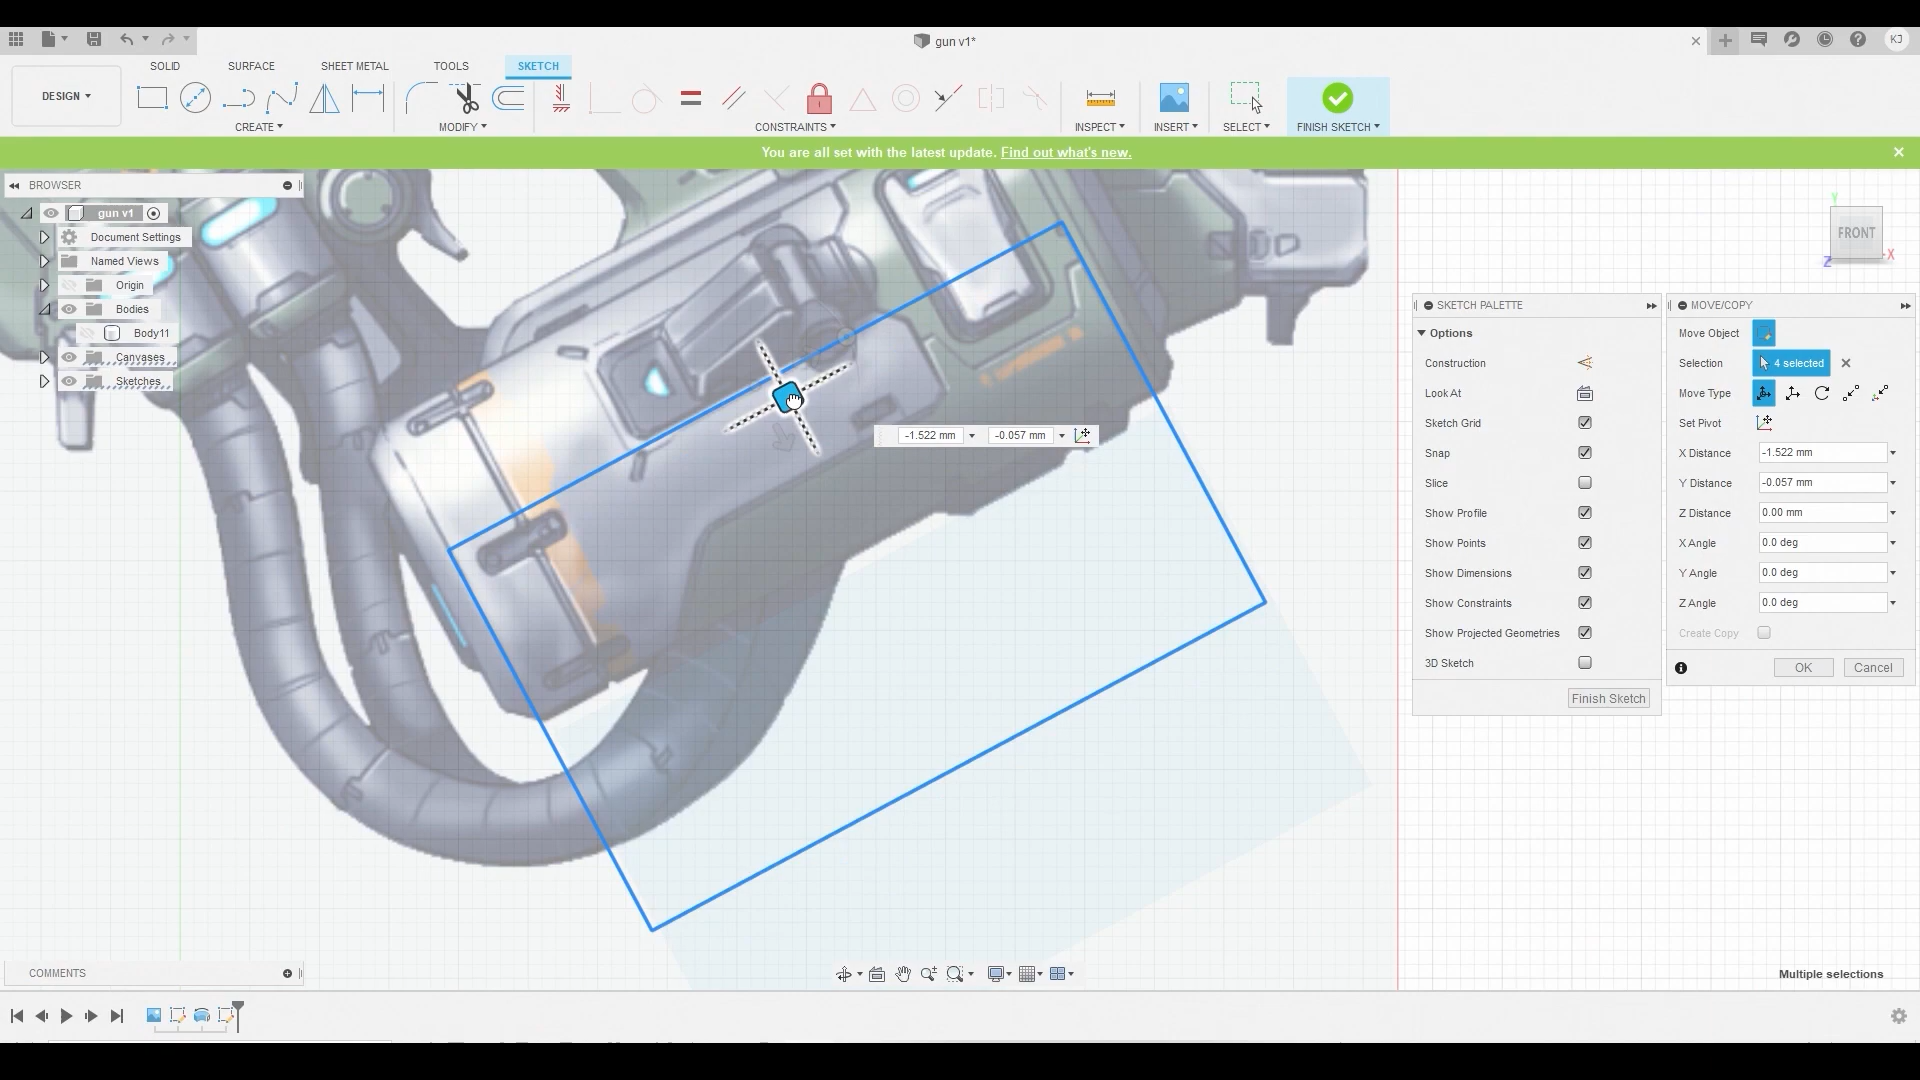 gun v1*
KJ
SOLID
SURFACE
SHEET METAL
TOOLS
SKETCH
DESIGN
CREATE
MODIFY
CONSTRAINTS
INSPECT
INSERT
SELECT
FINISH SKETCH
You are all set with the latest update. Find out what's new.
BROWSER
gun v1
Document Settings
Named Views
Origin
Bodies
Body11
Canvases
Sketches
Y
FRONT
X
Z
-1.522 mm
-0.057 mm
SKETCH PALETTE
Options
Construction
Look At
Sketch Grid
Snap
Slice
Show Profile
Show Points
Show Dimensions
Show Constraints
Show Projected Geometries
3D Sketch
Finish Sketch
MOVE/COPY
Move Object
Selection 4 selected
Move Type
Set Pivot
X Distance -1.522 mm
Y Distance -0.057 mm
Z Distance 0.00 mm
X Angle 0.0 deg
Y Angle 0.0 deg
Z Angle 0.0 deg
Create Copy
OK Cancel
COMMENTS
Multiple selections